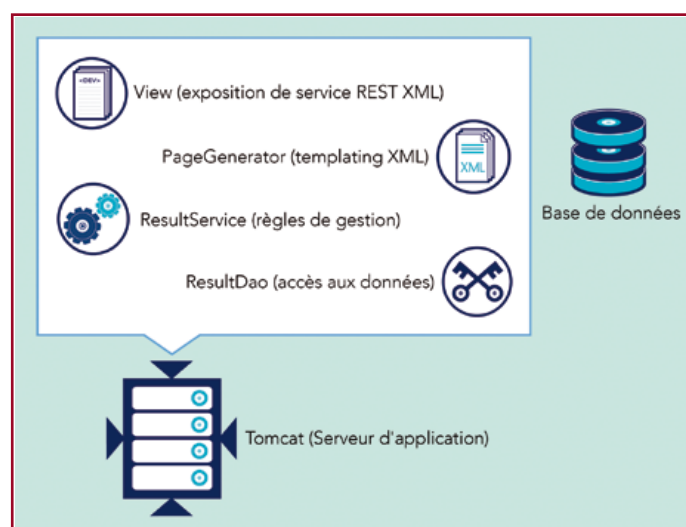 <DEV>
View (exposition de service REST XML)
PageGenerator (templating XML)
XML
Base de données
ResultService (règles de gestion)
ResultDao (accès aux données)
Tomcat (Serveur d'application)